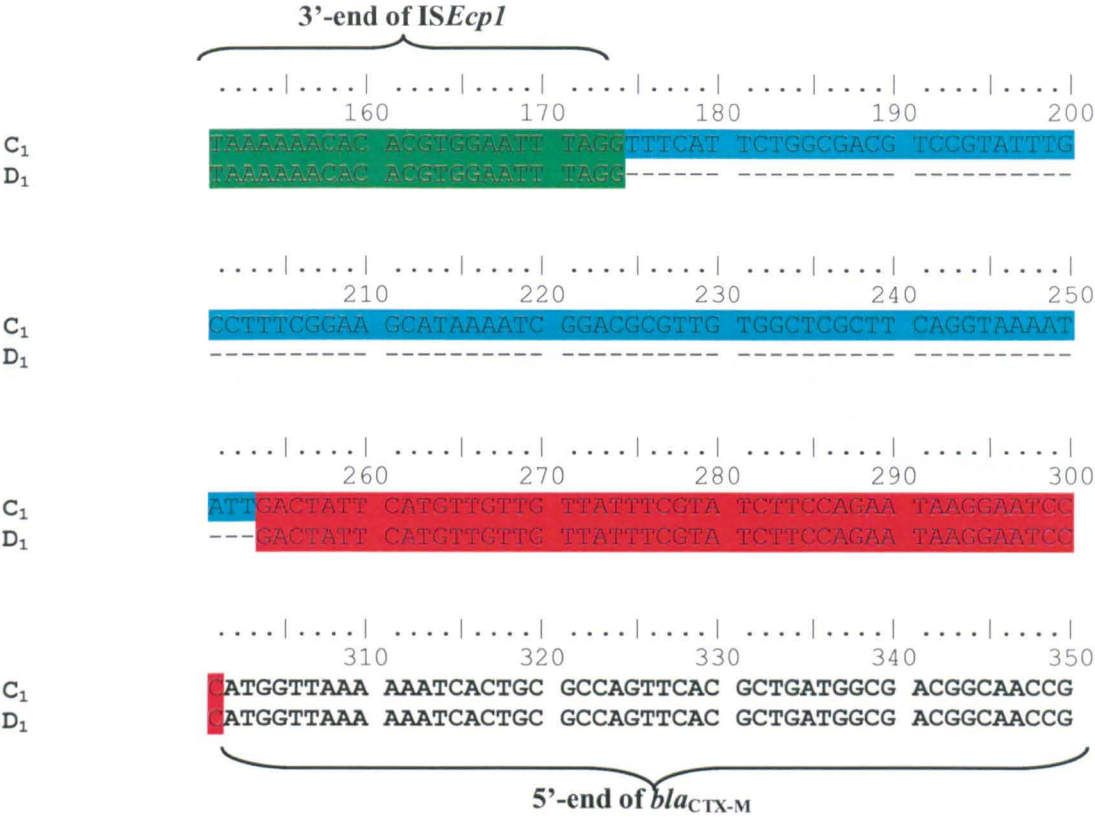 3’-end of ISEcp1
. . . . | . . . . | . . . . | . . . . | . . . . | . . . . | . . . . | . . . . | . . . . | . . . . |
160 170 180 190 200
C1 TAAAAAACAC ACGTGGAATT TAGGTTTCAT TCTGGCGACG TCCGTATTTG
D1 TAAAAAACAC ACGTGGAATT TAGG------ ---------- ----------
. . . . | . . . . | . . . . | . . . . | . . . . | . . . . | . . . . | . . . . | . . . . | . . . . |
210 220 230 240 250
C1 CCTTTCGGAA GCATAAAATC GGACGCGTTG TGGCTCGCTT CAGGTAAAAT
D1 ---------- ---------- ---------- ---------- ----------
. . . . | . . . . | . . . . | . . . . | . . . . | . . . . | . . . . | . . . . | . . . . | . . . . |
260 270 280 290 300
C1 ATTGACTATT CATGTTGTTG TTATTTCGTA TCTTCCAGAA TAAGGAATCC
D1 ---GACTATT CATGTTGTTG TTATTTCGTA TCTTCCAGAA TAAGGAATCC
. . . . | . . . . | . . . . | . . . . | . . . . | . . . . | . . . . | . . . . | . . . . | . . . . |
310 320 330 340 350
C1 CATGGTTAAA AAATCACTGC GCCAGTTCAC GCTGATGGCG ACGGCAACCG
D1 CATGGTTAAA AAATCACTGC GCCAGTTCAC GCTGATGGCG ACGGCAACCG
5’-end of blaCTX-M